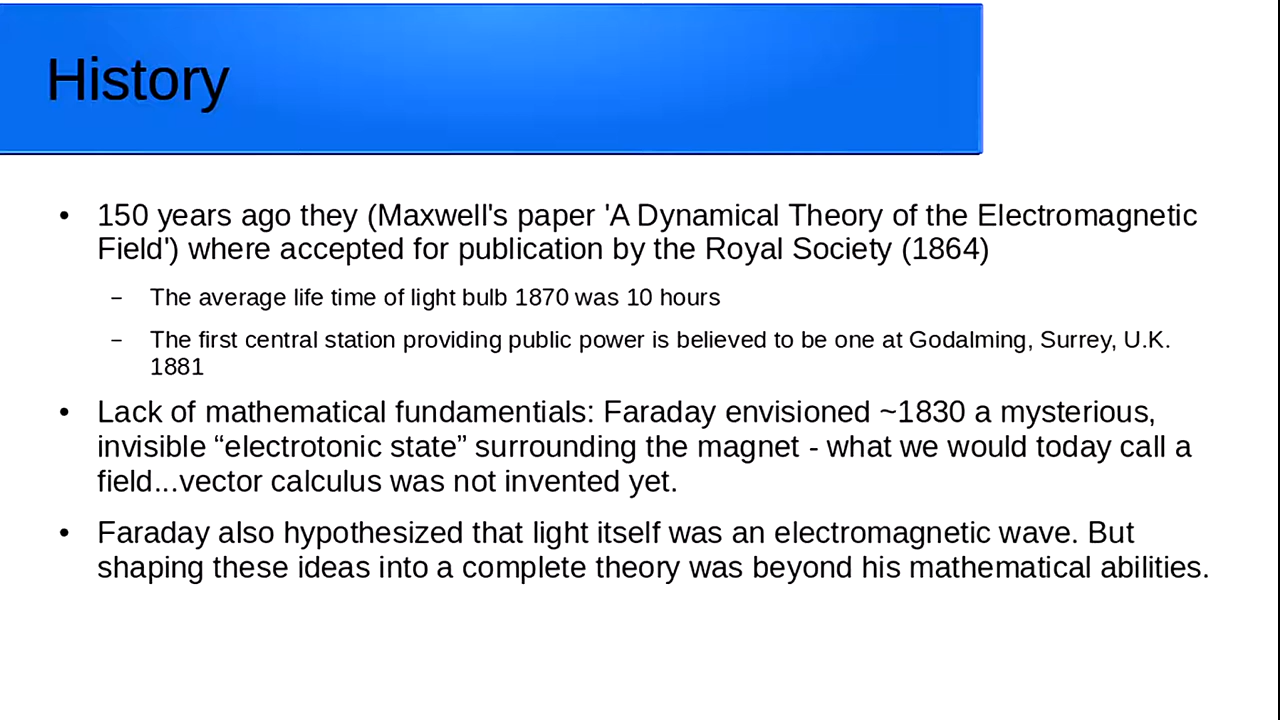 History
• 150 years ago they (Maxwell's paper 'A Dynamical Theory of the Electromagnetic
Field') where accepted for publication by the Royal Society (1864)
– The average life time of light bulb 1870 was 10 hours
– The first central station providing public power is believed to be one at Godalming, Surrey, U.K.
1881
• Lack of mathematical fundamentials: Faraday envisioned ~1830 a mysterious,
invisible “electrotonic state” surrounding the magnet - what we would today call a
field...vector calculus was not invented yet.
• Faraday also hypothesized that light itself was an electromagnetic wave. But
shaping these ideas into a complete theory was beyond his mathematical abilities.